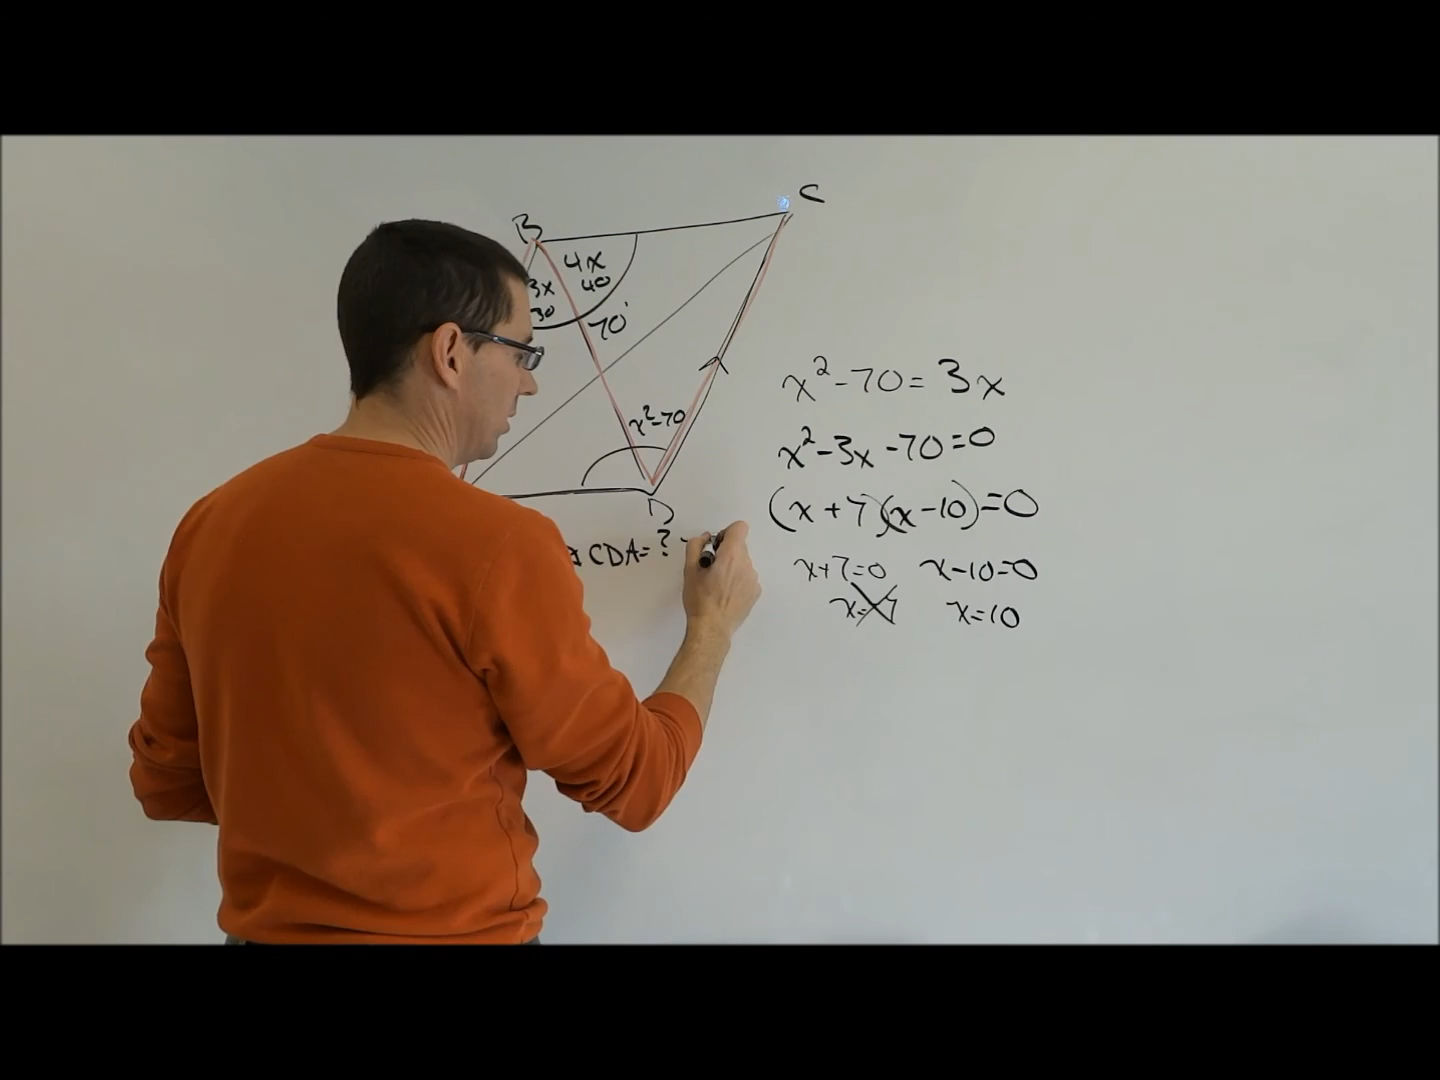 C
B
4x
40
3x
30
70°
x²-70
D
CDA=?
x²-70=3x
x²-3x-70=0
(x+7)(x-10)=0
x+7=0 x-10=0
x=-7 x=10